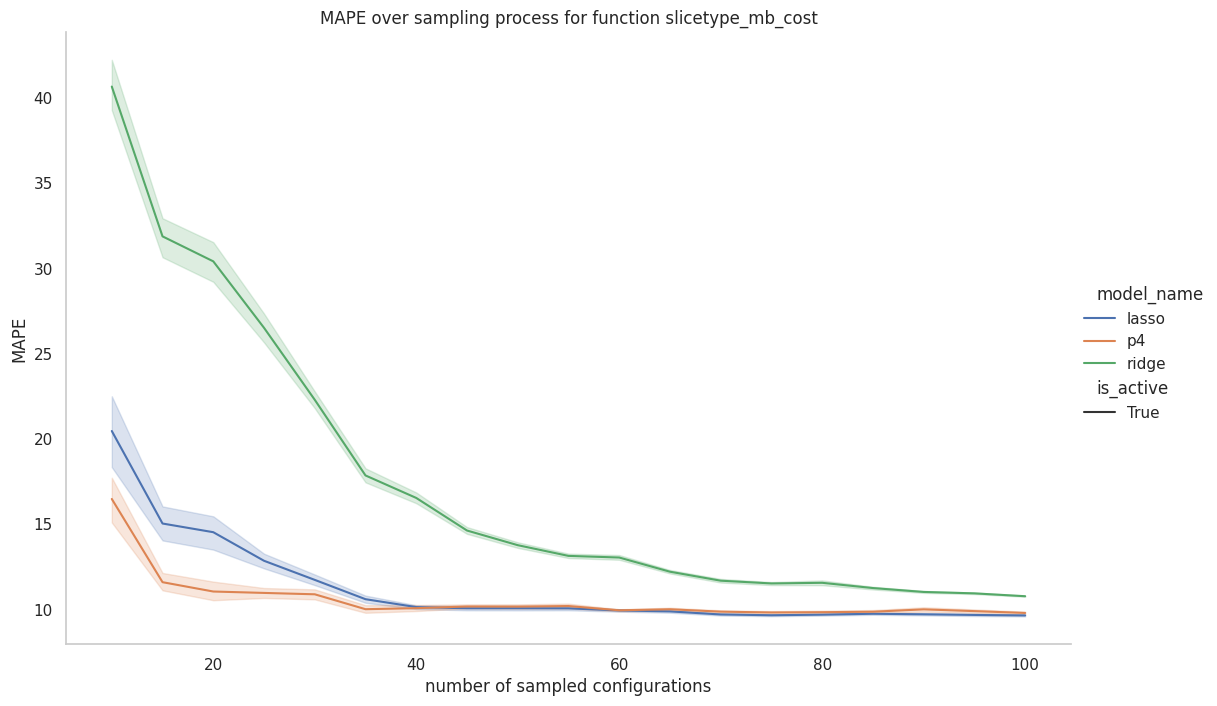 MAPE over sampling process for function slicetype_mb_cost
MAPE
40
35
30
25
20
15
10
20
40
60
80
100
number of sampled configurations
model_name
lasso
p4
ridge
is_active
True